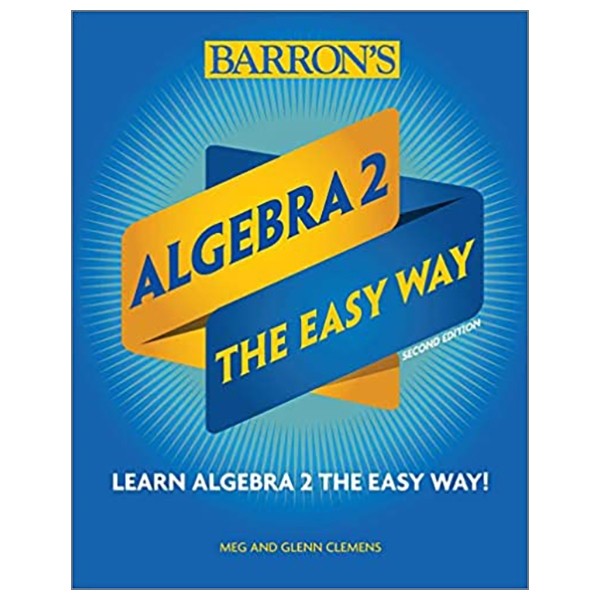 BARRON'S
ALGEBRA 2
THE EASY WAY
SECOND EDITION
LEARN ALGEBRA 2 THE EASY WAY!
MEG AND GLENN CLEMENS